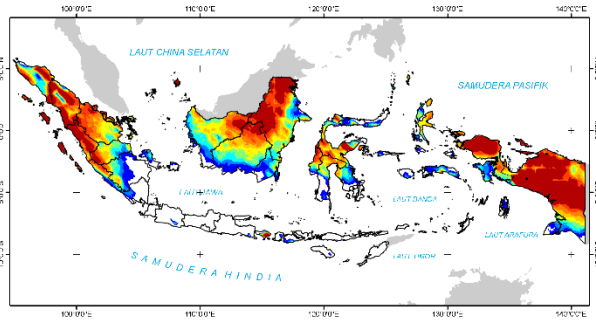 100°0'0"E 110°0'0"E 120°0'0"E 130°0'0"E 140°0'0"E
LAUT CHINA SELATAN
SAMUDERA PASIFIK
LAUT JAWA
LAUT BANDA
LAUT ARAFURA
LAUT TIMOR
SAMUDERA HINDIA
100°0'0"E 110°0'0"E 120°0'0"E 130°0'0"E 140°0'0"E